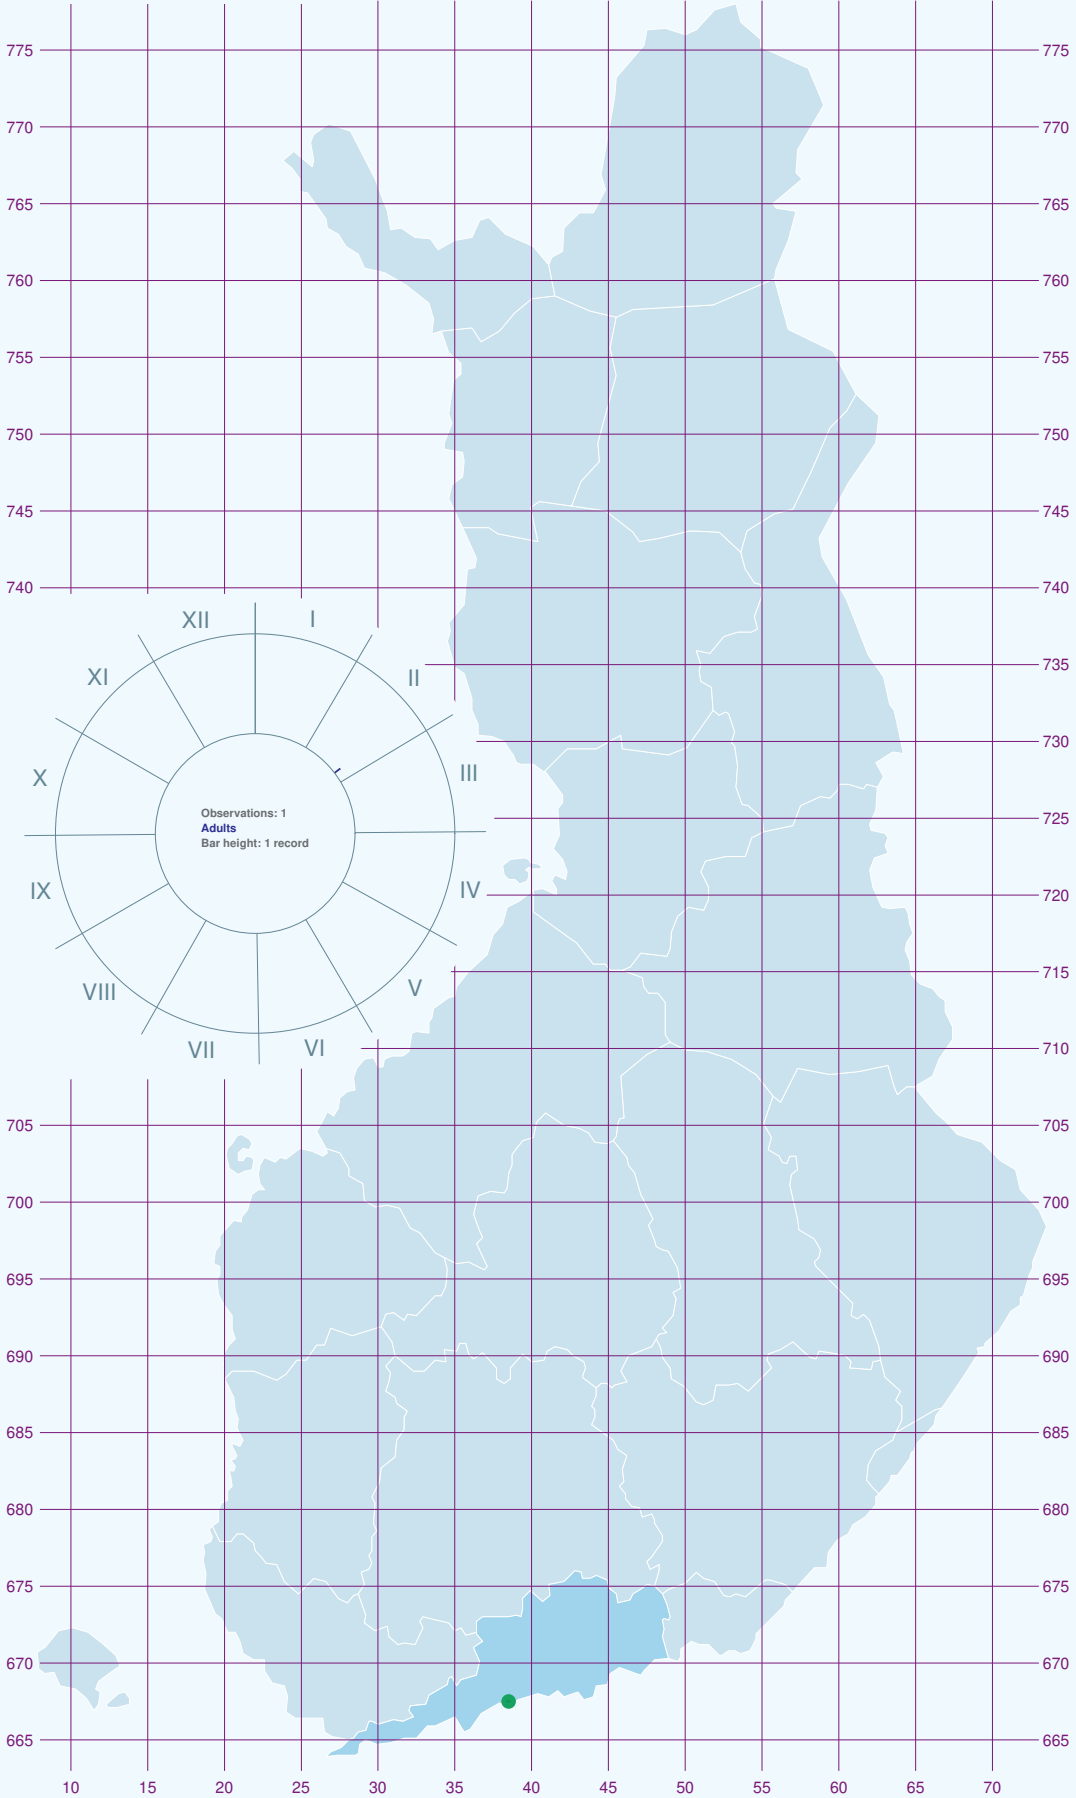 775 775
770 770
765 765
760 760
755 755
750 750
745 745
740 740
XII I
735
XI II
730
X III
Observations: 1
Adults
Bar height: 1 record
725
IX IV
720
715
VIII V
VII VI
710
705 705
700 700
695 695
690 690
685 685
680 680
675 675
670 670
665 665
10 15 20 25 30 35 40 45 50 55 60 65 70